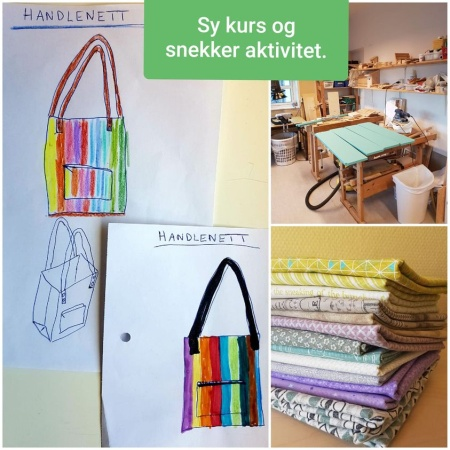 HANDLENETT
Sy kurs og
snekker aktivitet.
HANDLENETT